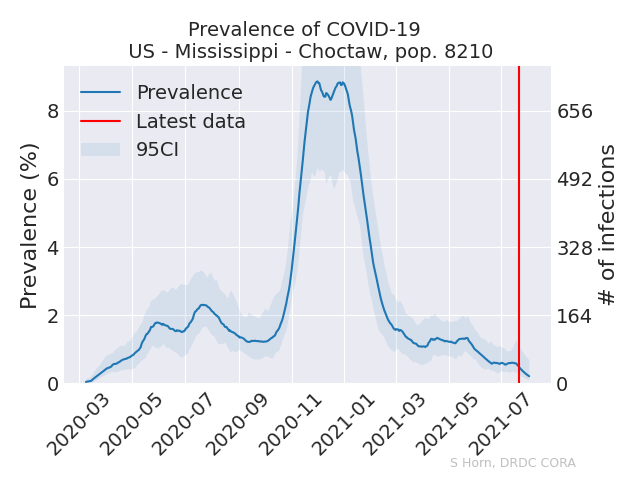 Prevalence of COVID-19
US - Mississippi - Choctaw, pop. 8210
Prevalence
Latest data
95CI
Prevalence (%)
8
6
4
2
0
656
492
328
164
0
# of infections
2020-03
2020-05
2020-07
2020-09
2020-11
2021-01
2021-03
2021-05
2021-07
S Horn, DRDC CORA